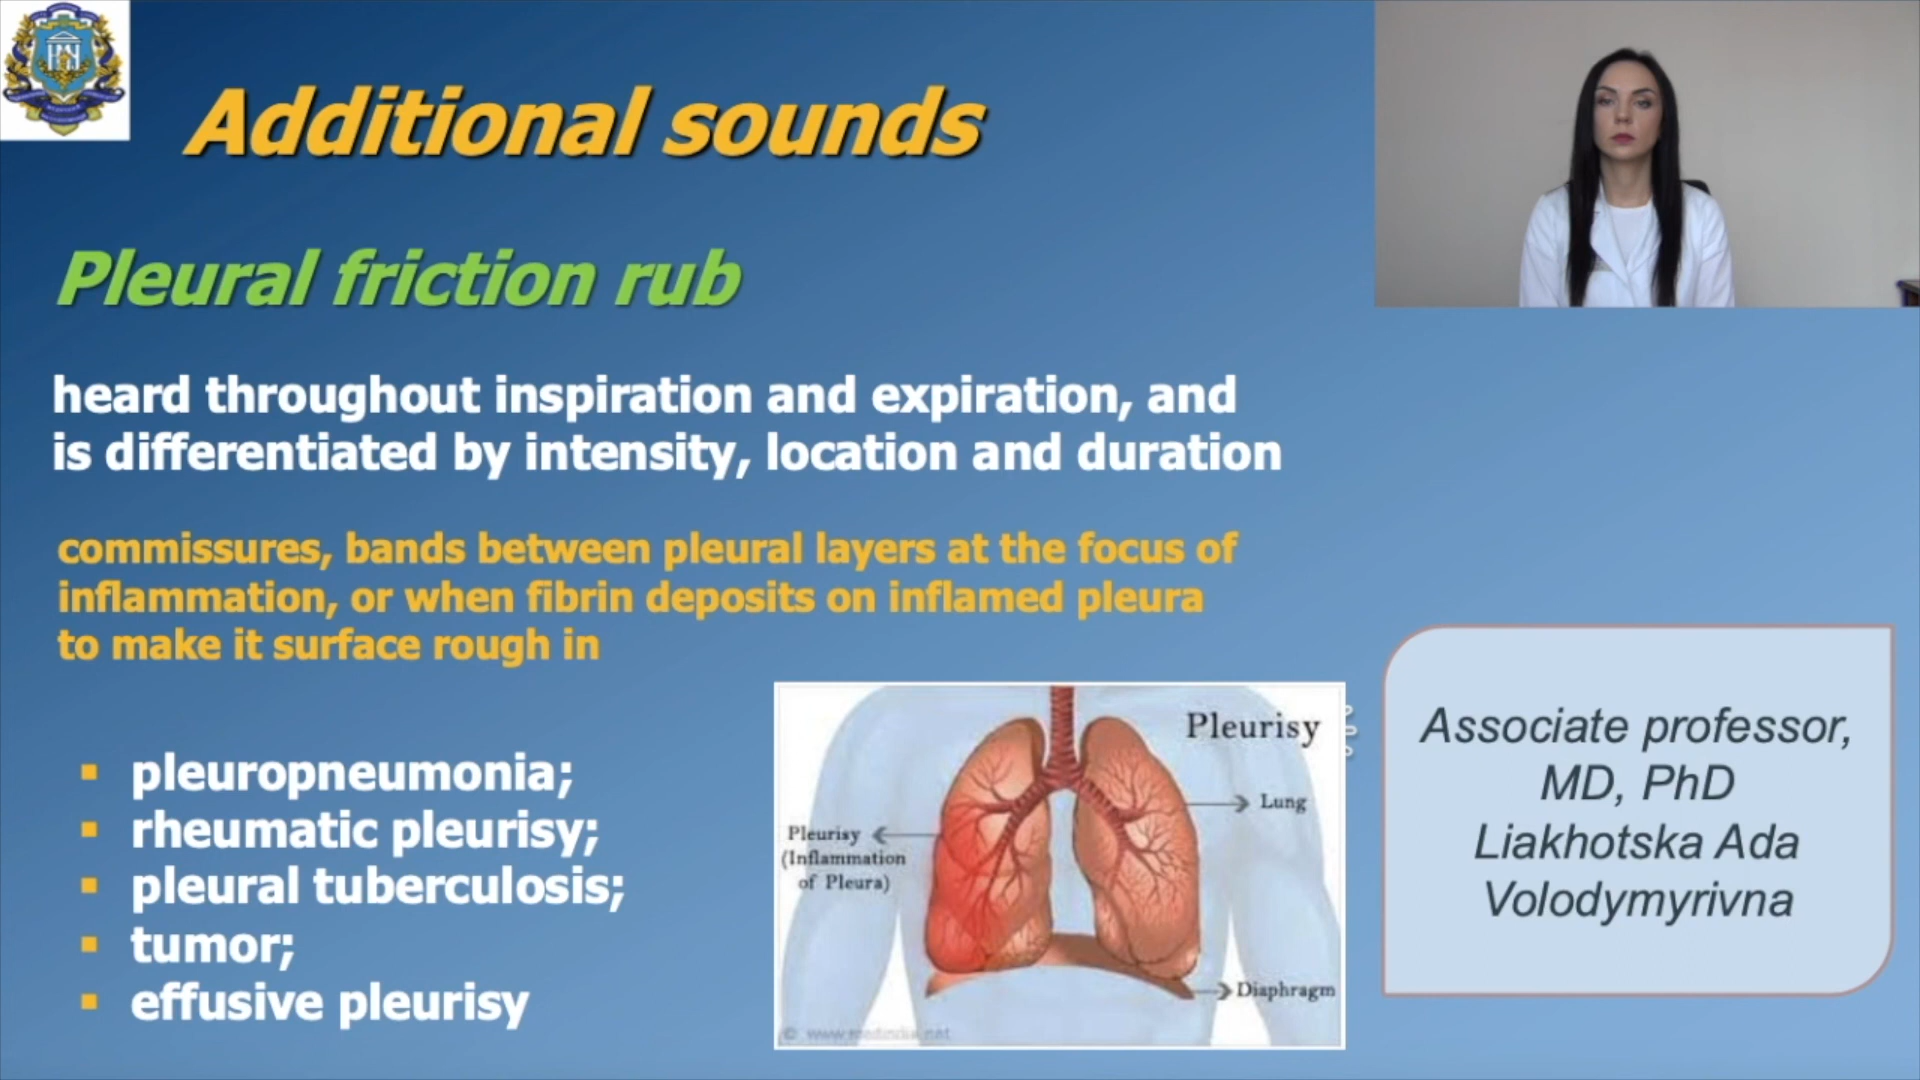 Additional sounds
Pleural friction rub
heard throughout inspiration and expiration, and
is differentiated by intensity, location and duration
commissures, bands between pleural layers at the focus of
inflammation, or when fibrin deposits on inflamed pleura
to make it surface rough in
▪ pleuropneumonia;
▪ rheumatic pleurisy;
▪ pleural tuberculosis;
▪ tumor;
▪ effusive pleurisy
Pleurisy
Lung
Pleurisy
(Inflammation
of Pleura)
Diaphragm
© www.medindia.net
Associate professor,
MD, PhD
Liakhotska Ada
Volodymyrivna